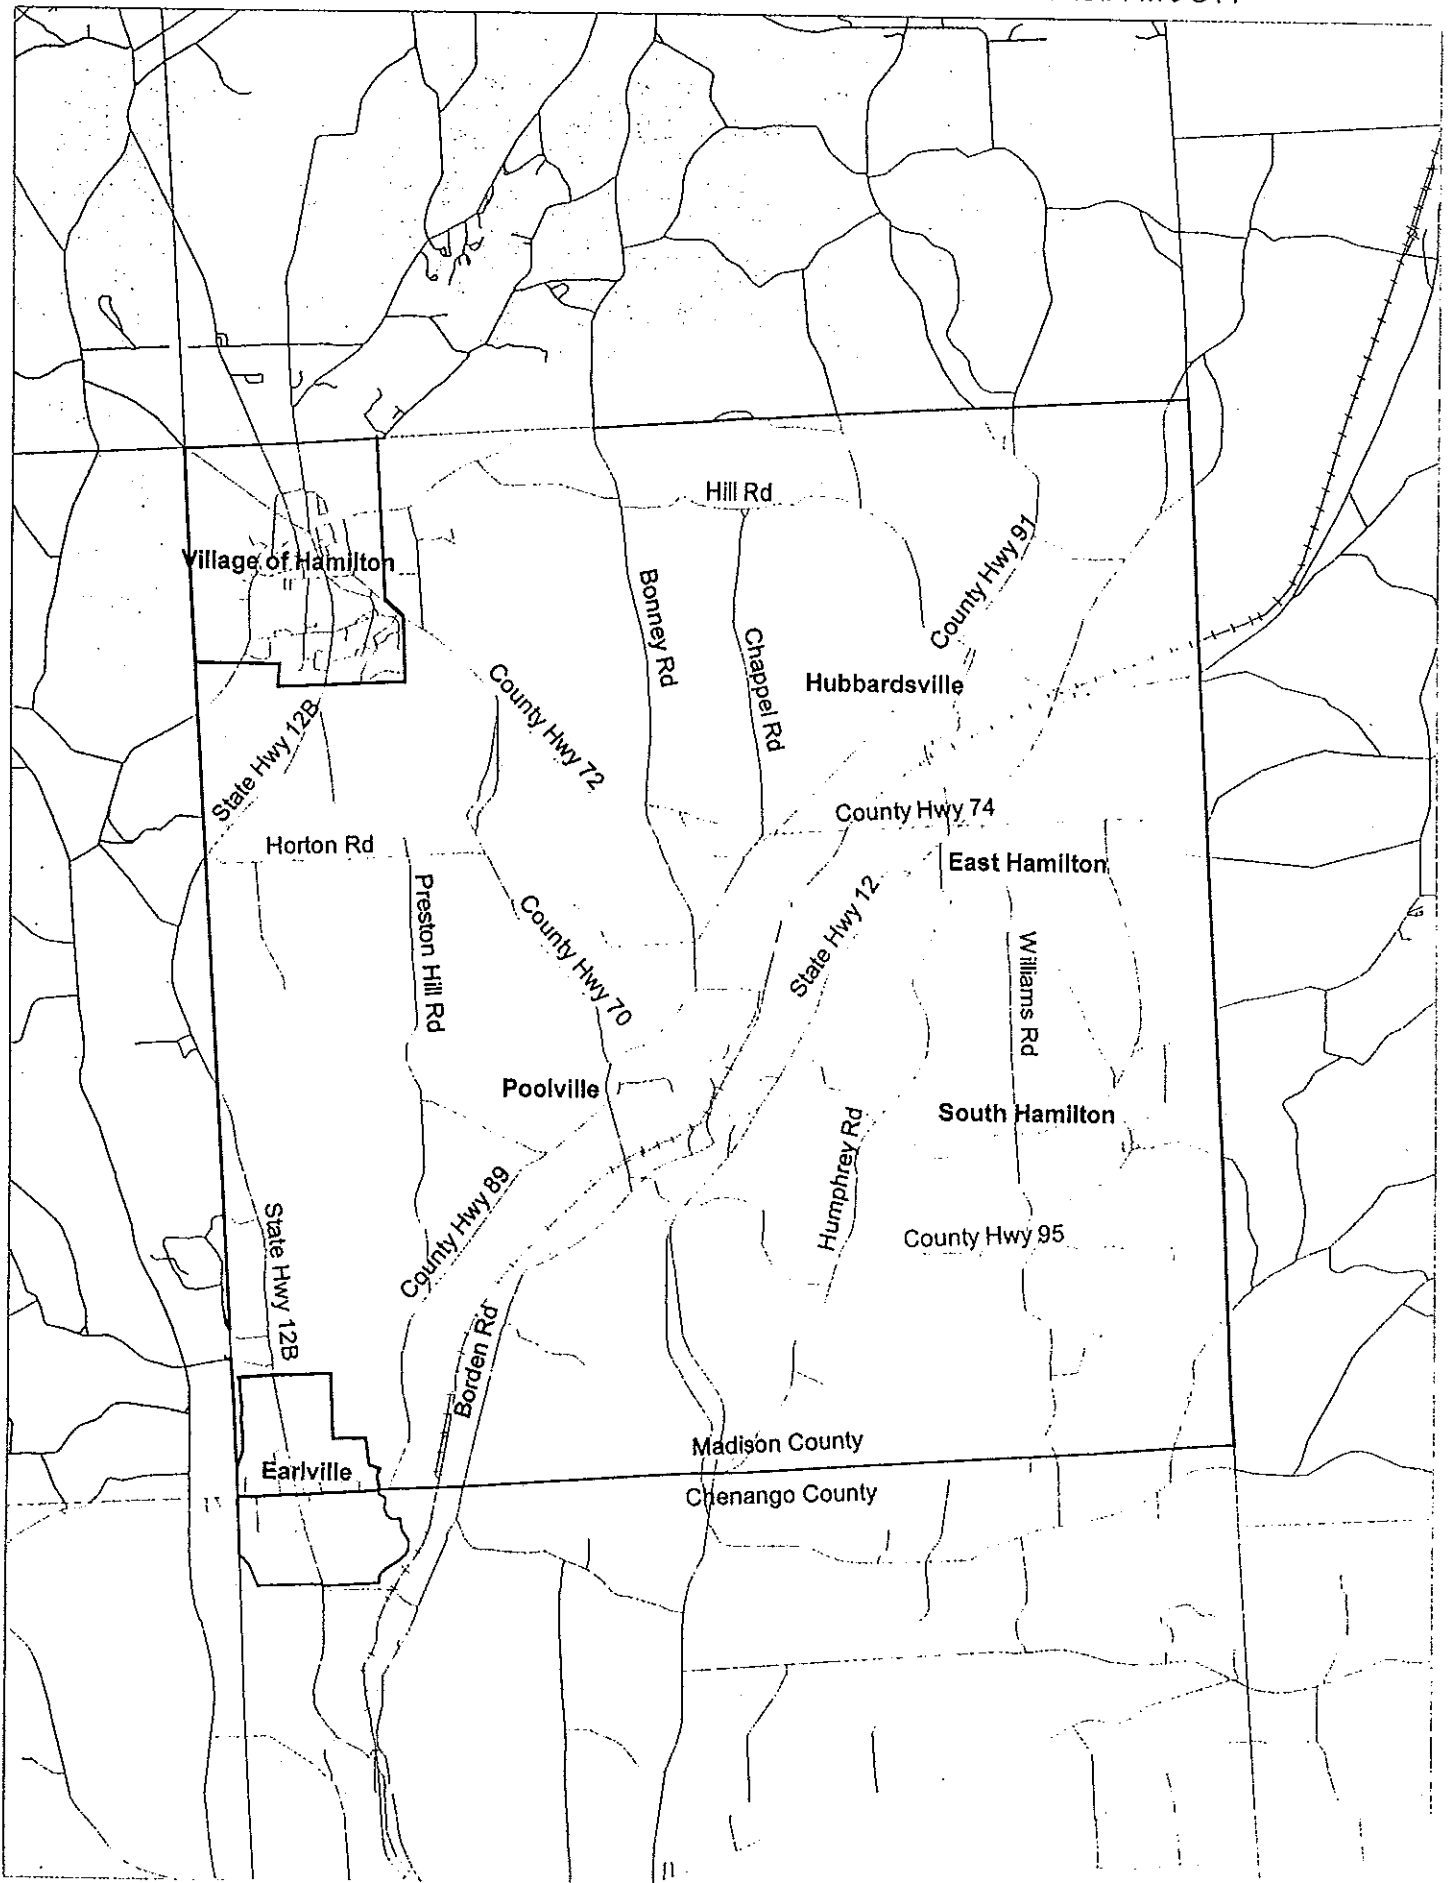 Hill Rd
County Hwy 91
Village of Hamilton
Bonney Rd
Chappel Rd
Hubbardsville
County Hwy 72
State Hwy 12B
County Hwy 74
Horton Rd
East Hamilton
Preston Hill Rd
State Hwy 12
County Hwy 70
Williams Rd
Poolville
South Hamilton
Humphrey Rd
County Hwy 89
State Hwy 12B
County Hwy 95
Borden Rd
Madison County
Earlville
Chenango County